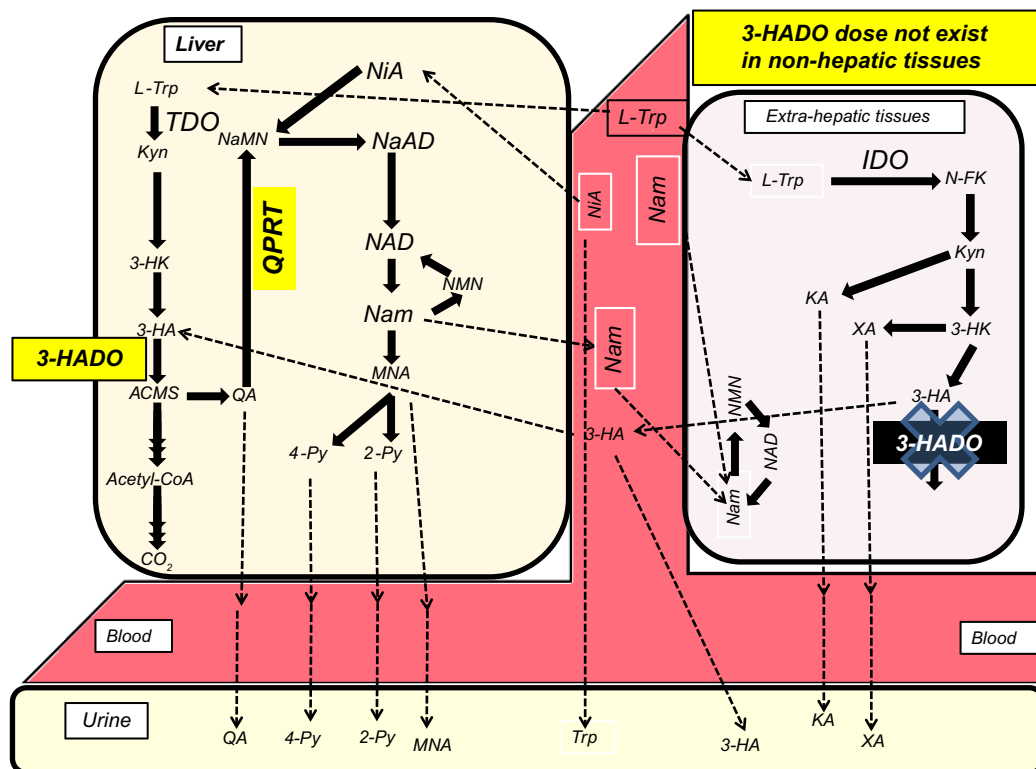 3-HADO dose not exist
in non-hepatic tissues
Liver
L-Trp
TDO
Kyn
3-HK
3-HA
3-HADO
ACMS
Acetyl-CoA
CO2
QA
QPRT
NaMN
NiA
NaAD
NAD
NMN
Nam
MNA
4-Py
2-Py
L-Trp
NiA
Nam
Nam
3-HA
Extra-hepatic tissues
L-Trp
IDO
N-FK
Kyn
KA
XA
3-HK
3-HA
3-HADO
NMN
NAD
Nam
Blood
Blood
Urine
QA
4-Py
2-Py
MNA
Trp
3-HA
KA
XA